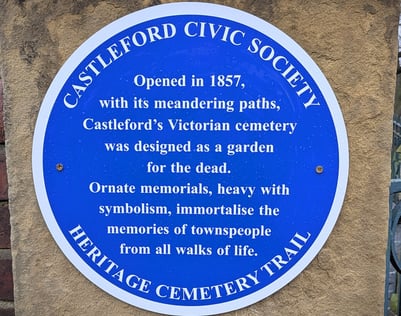 CASTLEFORD CIVIC SOCIETY
Opened in 1857,
with its meandering paths,
Castleford's Victorian cemetery
was designed as a garden
for the dead.
Ornate memorials, heavy with
symbolism, immortalise the
memories of townspeople
from all walks of life.
HERITAGE CEMETERY TRAIL